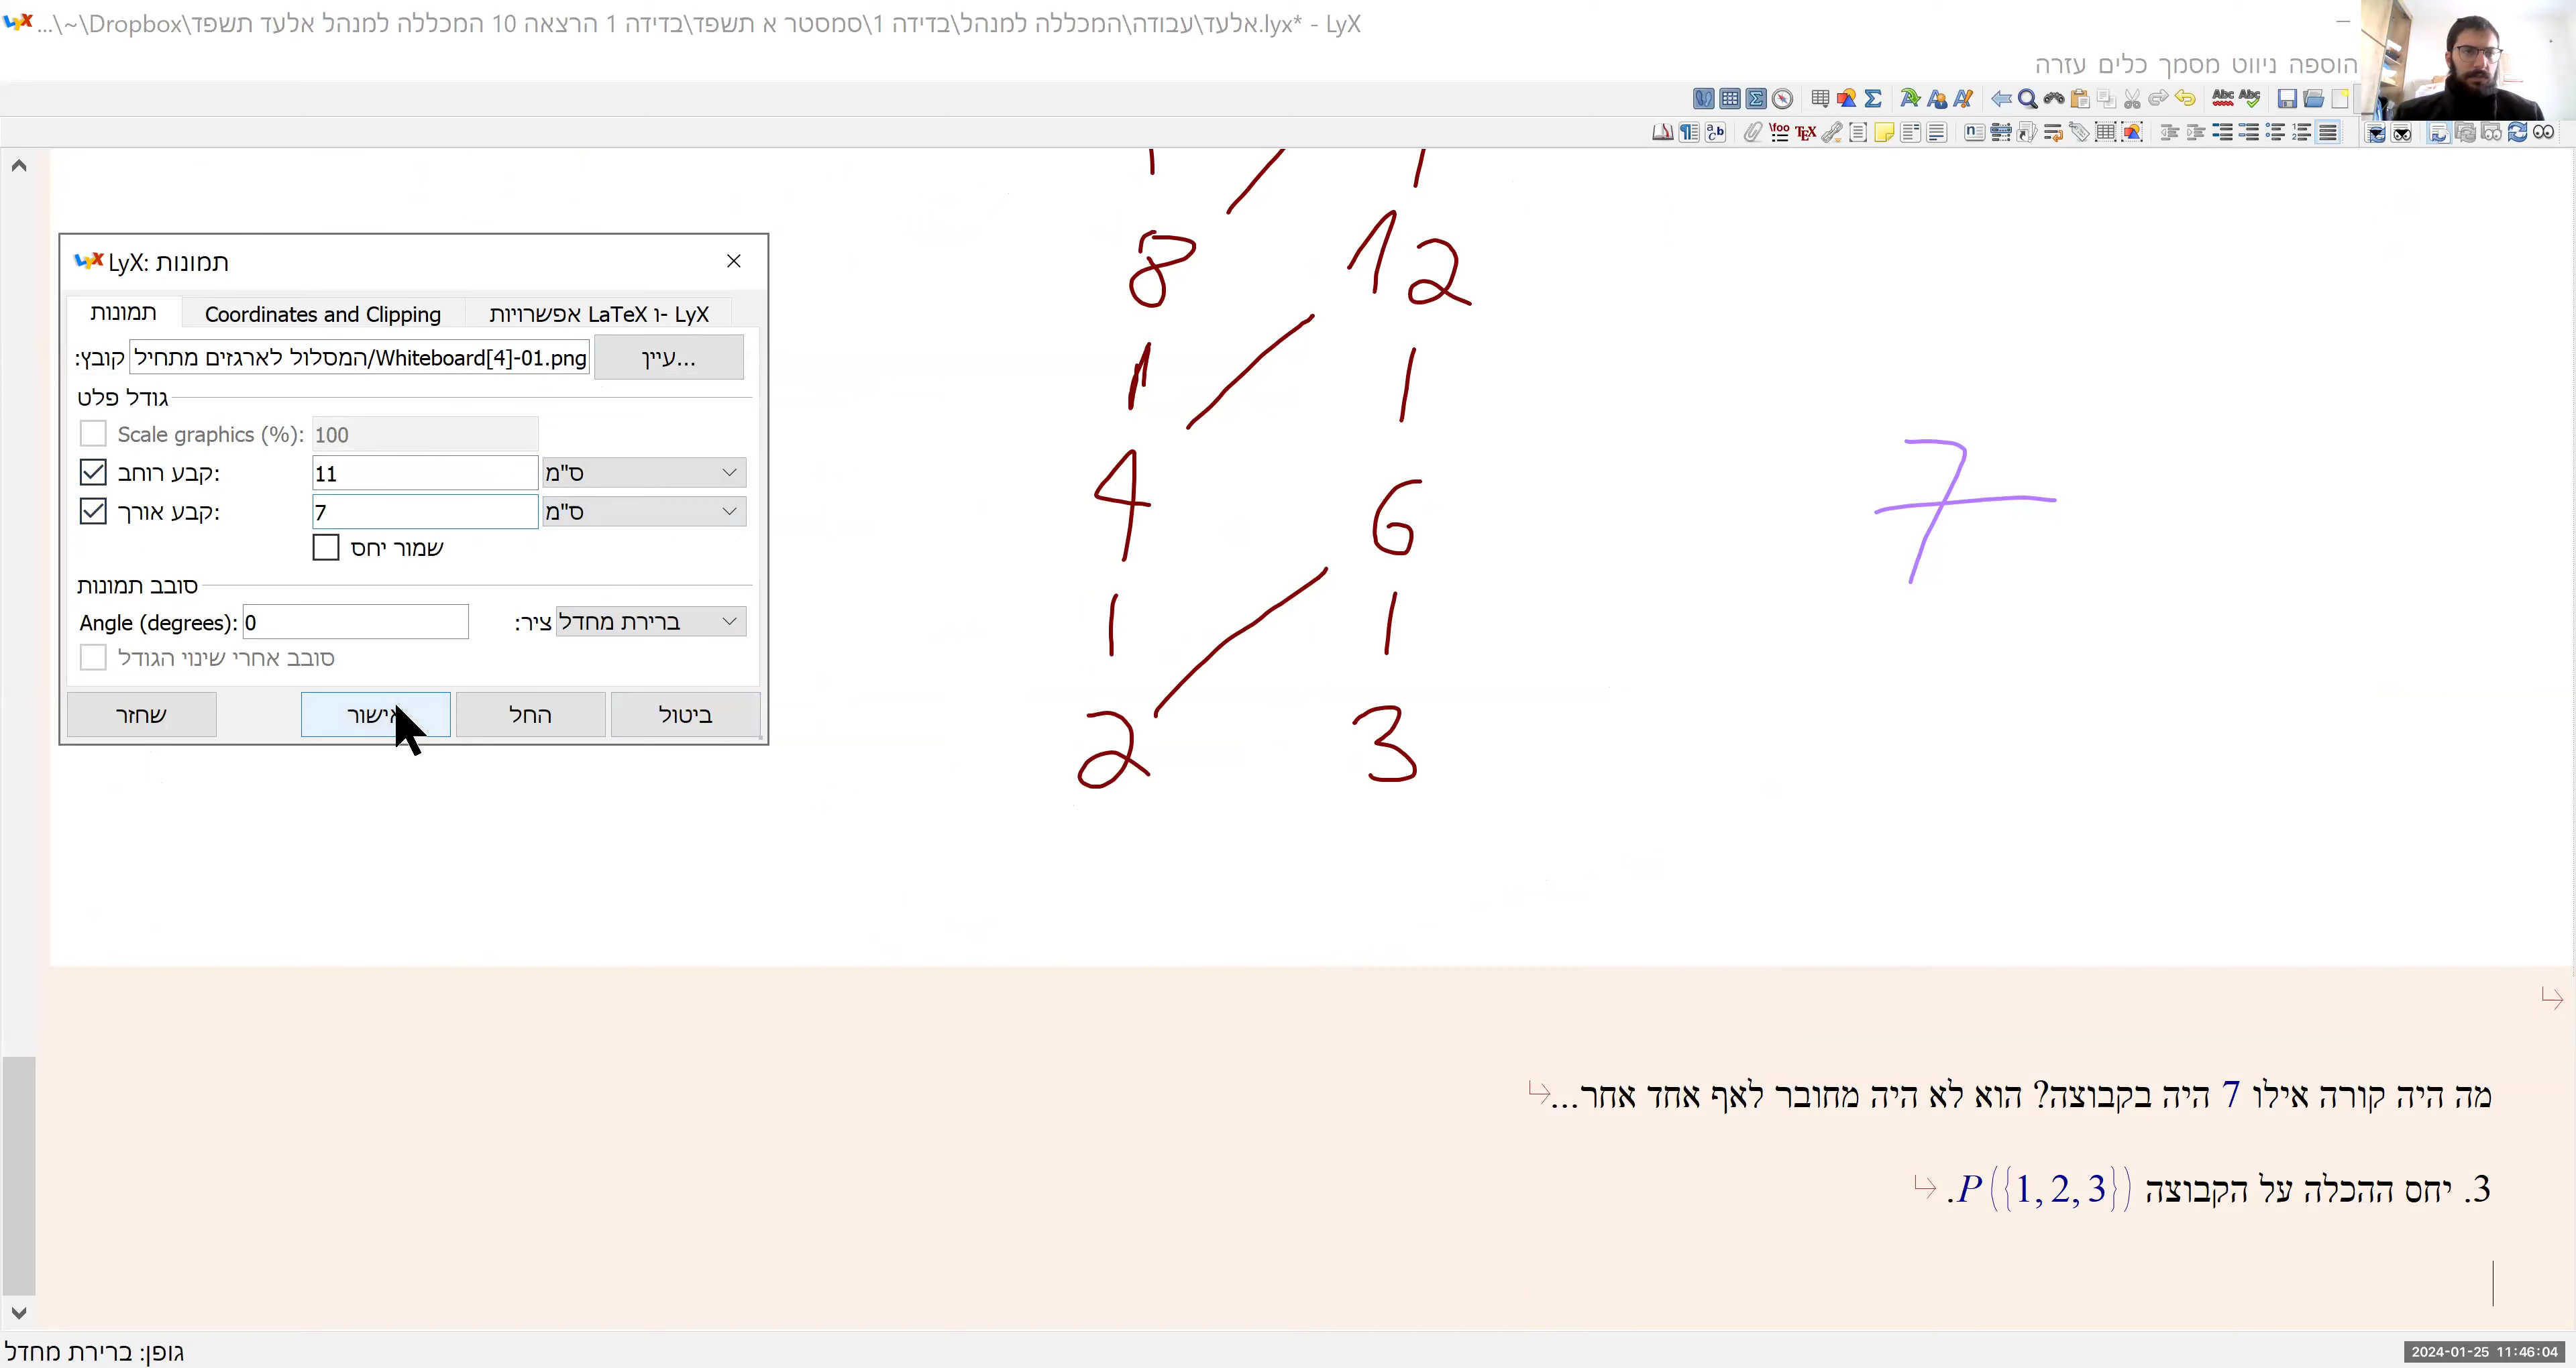 ...\~\Dropbox\אלעד\עבודה\המכללה למנהל\בדידה 1\סמסטר א תשפד\בדידה 1 הרצאה 10 המכללה למנהל אלעד תשפד.lyx* - LyX
הוספה ניווט מסמך כלים עזרה
LyX: תמונות
תמונות Coordinates and Clipping אפשרויות LaTeX ו- LyX
קובץ: המסלול לארגזים מתחיל/Whiteboard[4]-01.png עיין...
גודל פלט
Scale graphics (%): 100
קבע רוחב: 11 ס"מ
קבע אורך: 7 ס"מ
שמור יחס
סובב תמונות
Angle (degrees): 0 ציר: ברירת מחדל
סובב אחרי שינוי הגודל
שחזר אישור החל ביטול
8 12
4 6 7
2 3
מה היה קורה אילו 7 היה בקבוצה? הוא לא היה מחובר לאף אחד אחר...
3. יחס ההכלה על הקבוצה P({1,2,3}).
גופן: ברירת מחדל
2024-01-25 11:46:04